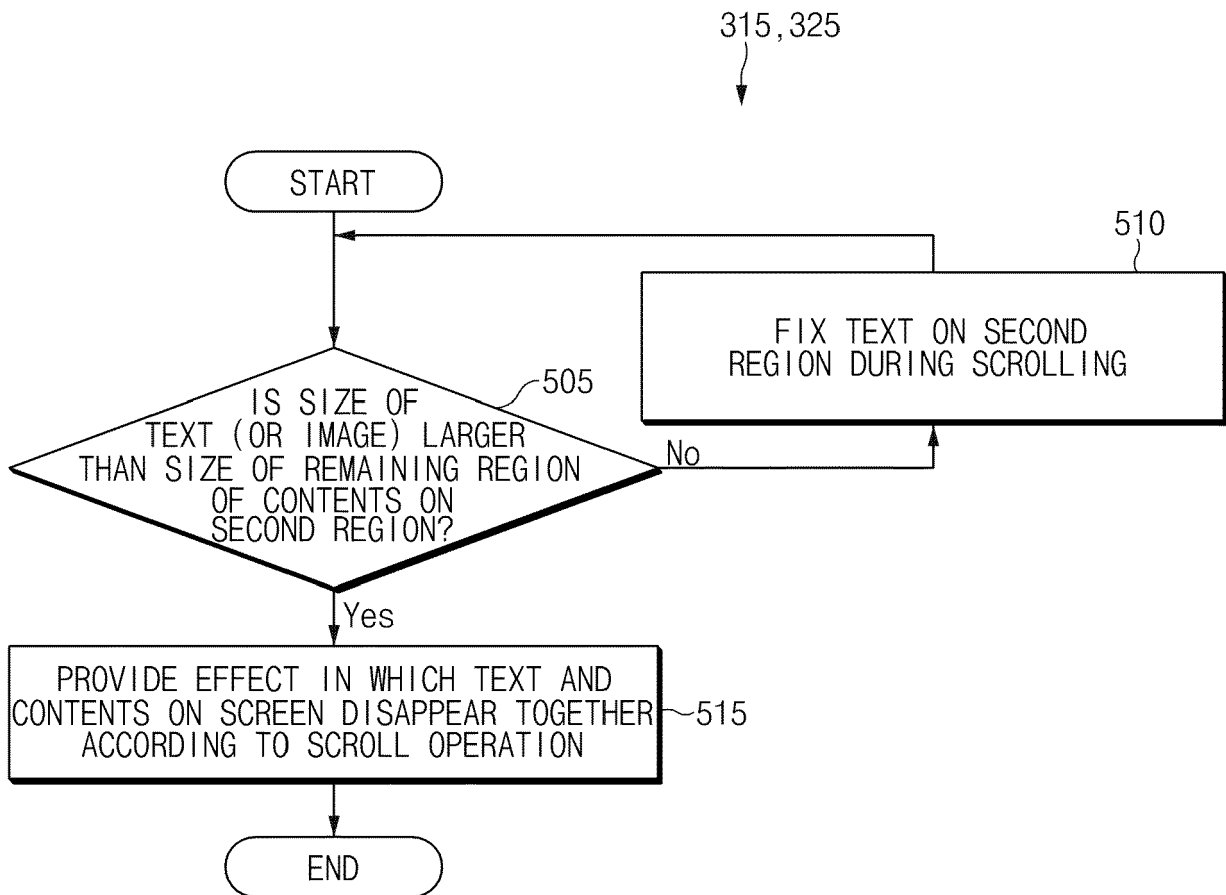 315,325
START
510
FIX TEXT ON SECOND
REGION DURING SCROLLING
505
IS SIZE OF
TEXT (OR IMAGE) LARGER
THAN SIZE OF REMAINING REGION
OF CONTENTS ON
SECOND REGION?
No
Yes
PROVIDE EFFECT IN WHICH TEXT AND
CONTENTS ON SCREEN DISAPPEAR TOGETHER
ACCORDING TO SCROLL OPERATION
515
END